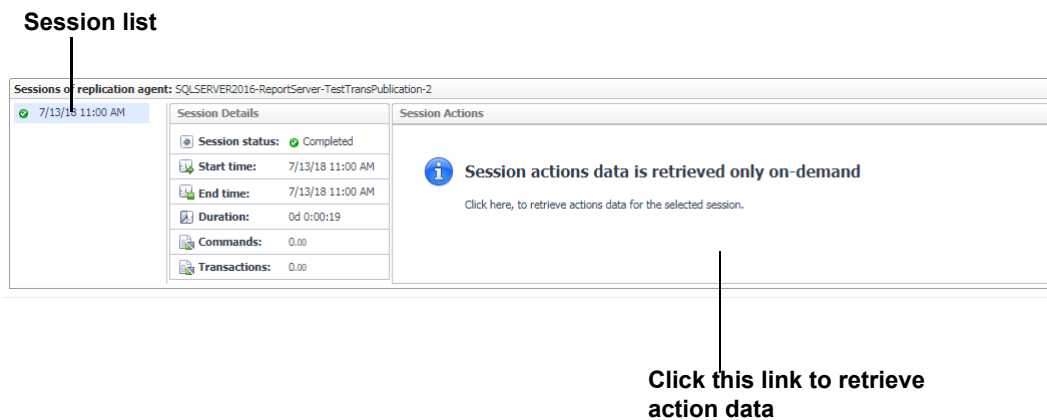 Session list
Sessions of replication agent: SQLSERVER2016-ReportServer-TestTransPublication-2
7/13/18 11:00 AM
Session Details
Session status: Completed
Start time: 7/13/18 11:00 AM
End time: 7/13/18 11:00 AM
Duration: 0d 0:00:19
Commands: 0.00
Transactions: 0.00
Session Actions
Session actions data is retrieved only on-demand
Click here, to retrieve actions data for the selected session.
Click this link to retrieve
action data